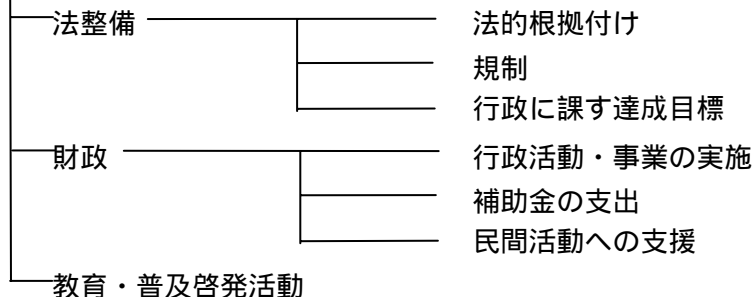 法整備 法的根拠付け
規制
行政に課す達成目標
財政 行政活動・事業の実施
補助金の支出
民間活動への支援
教育・普及啓発活動